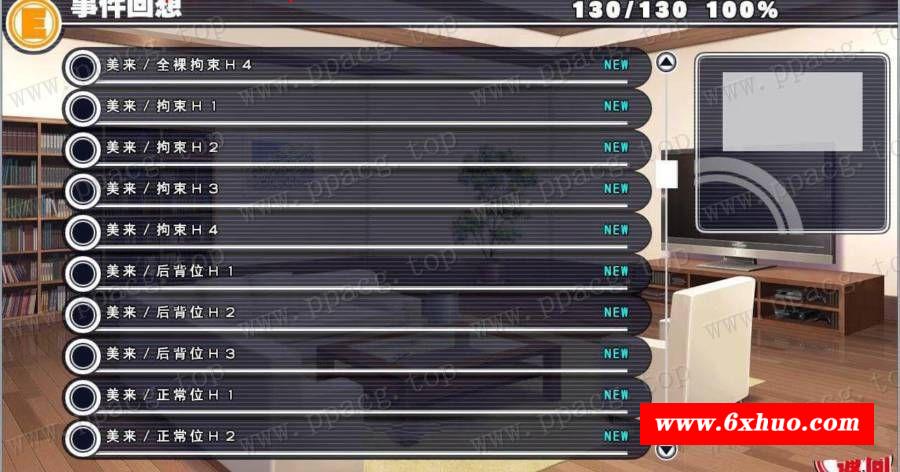 事件回想
130/130 100%
美来/全裸拘束H4 NEW
美来/拘束H1 NEW
美来/拘束H2 NEW
美来/拘束H3 NEW
美来/拘束H4 NEW
美来/后背位H1 NEW
美来/后背位H2 NEW
美来/后背位H3 NEW
美来/正常位H1 NEW
美来/正常位H2 NEW
www.ppacg.top
www.6xhuo.com
E